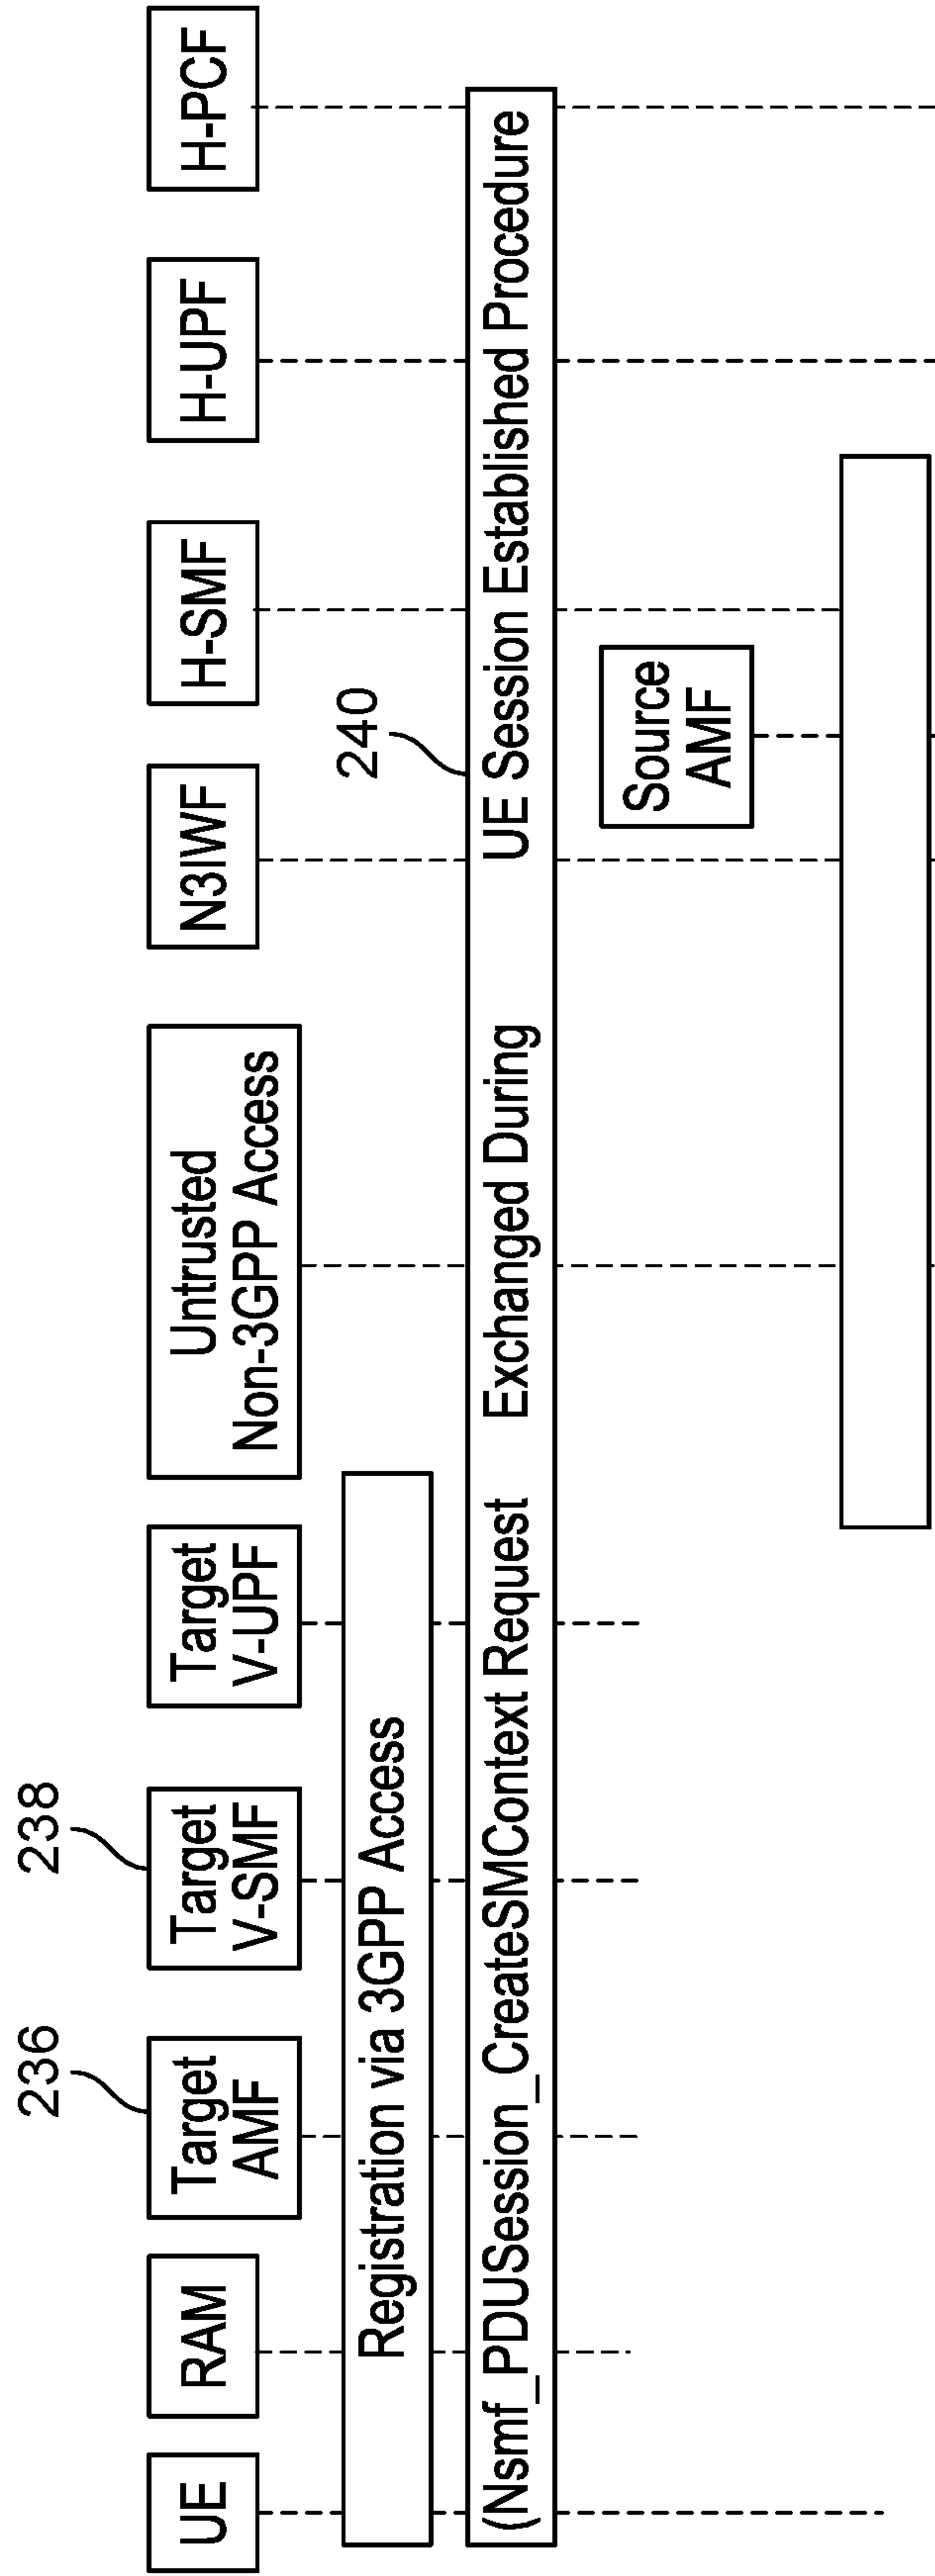 236
238
UE
RAM
Target
AMF
Target
V-SMF
Target
V-UPF
Untrusted
Non-3GPP Access
N3IWF
H-SMF
H-UPF
H-PCF
Registration via 3GPP Access
240
(Nsmf_PDUSession_CreateSMContext Request Exchanged During UE Session Established Procedure
Source
AMF